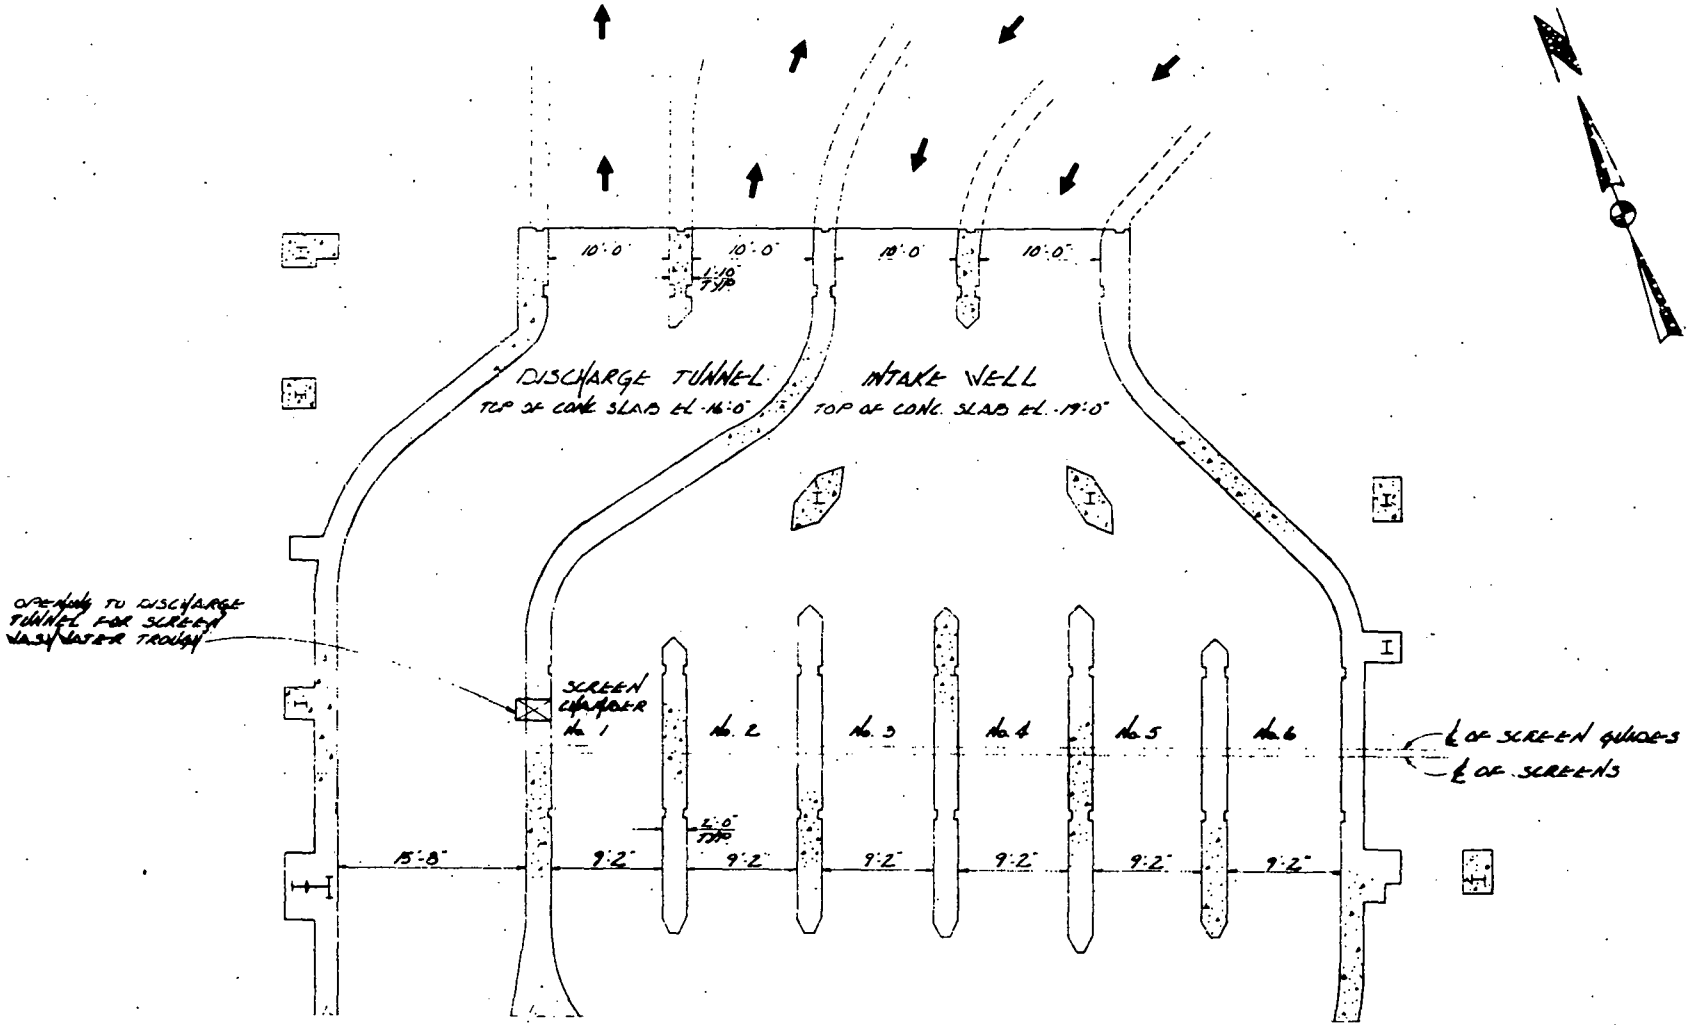 10'-0"
10'-0"
10'-0"
10'-0"
1'-10"
TYP
DISCHARGE TUNNEL
TOP OF CONC SLAB EL -16'-0"
INTAKE WELL
TOP OF CONC. SLAB EL. -19'-0"
OPENING TO DISCHARGE
TUNNEL FOR SCREEN
WASH WATER TROUGH
SCREEN
CHAMBER
No. 1
No. 2
No. 3
No. 4
No. 5
No. 6
℄ OF SCREEN GUIDES
℄ OF SCREENS
2'-0"
TYP
15'-8"
9'-2"
9'-2"
9'-2"
9'-2"
9'-2"
9'-2"